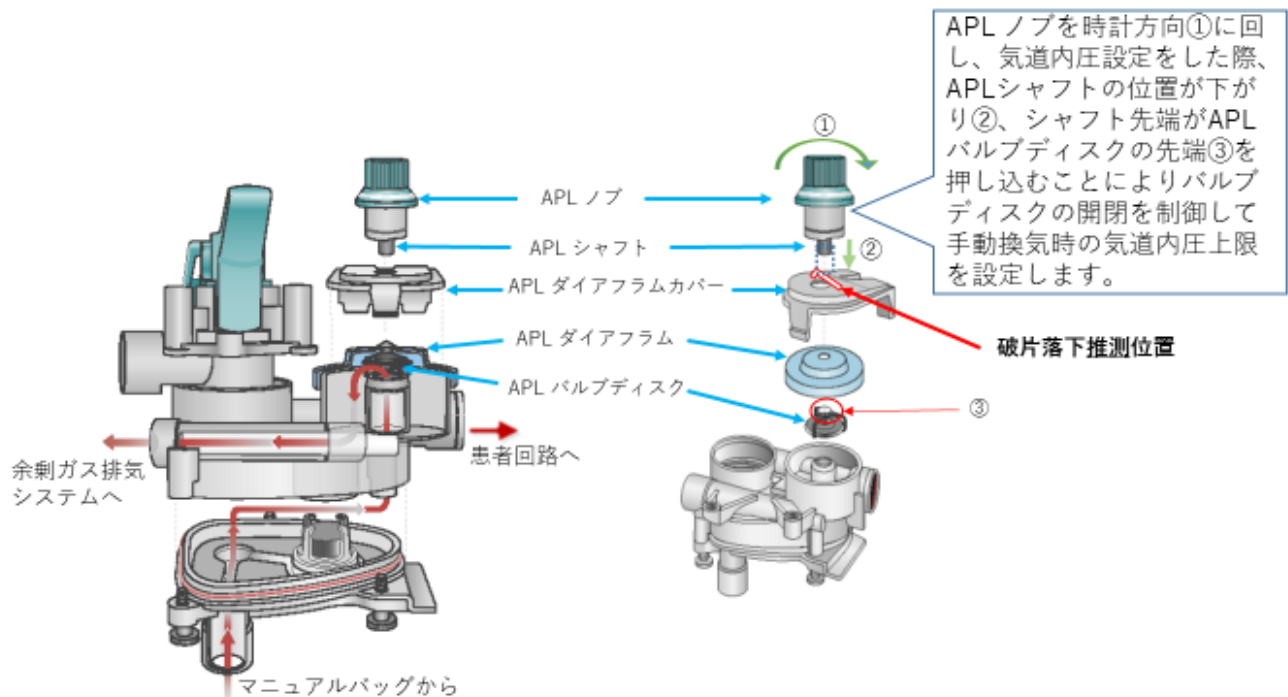 APL ノブを時計方向①に回
し、気道内圧設定をした際、
APLシャフトの位置が下が
り②、シャフト先端がAPL
バルブディスクの先端③を
押し込むことによりバルブ
ディスクの開閉を制御して
手動換気時の気道内圧上限
を設定します。
①
APL ノブ
APL シャフト
②
APL ダイアフラムカバー
破片落下推測位置
APL ダイアフラム
APL バルブディスク
③
患者回路へ
余剰ガス排気
システムへ
マニュアルバッグから